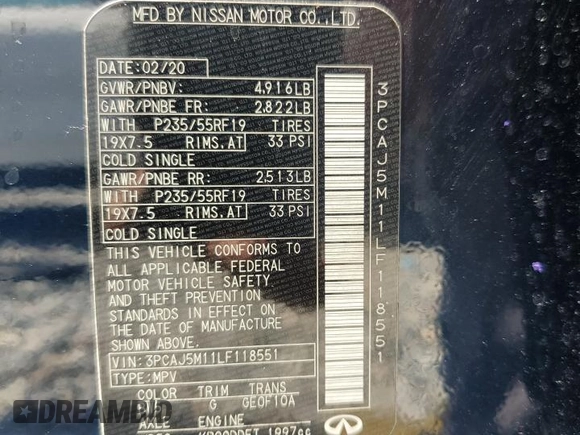 MFD BY NISSAN MOTOR CO.,LTD.
DATE:02/20
GVWR/PNBV: 4,916LB
GAWR/PNBE FR: 2,822LB
WITH P235/55RF19 TIRES
19X7.5 RIMS.AT 33 PSI
COLD SINGLE
GAWR/PNBE RR: 2,513LB
WITH P235/55RF19 TIRES
19X7.5 RIMS.AT 33 PSI
COLD SINGLE
THIS VEHICLE CONFORMS TO
ALL APPLICABLE FEDERAL
MOTOR VEHICLE SAFETY
AND THEFT PREVENTION
STANDARDS IN EFFECT ON
THE DATE OF MANUFACTURE
SHOWN ABOVE.
VIN:3PCAJ5M11LF118551
TYPE:MPV
COLOR TRIM TRANS
G GE0F10A
AXLE ENGINE
1997cc
3PCAJ5M11LF118551
DREAMBID